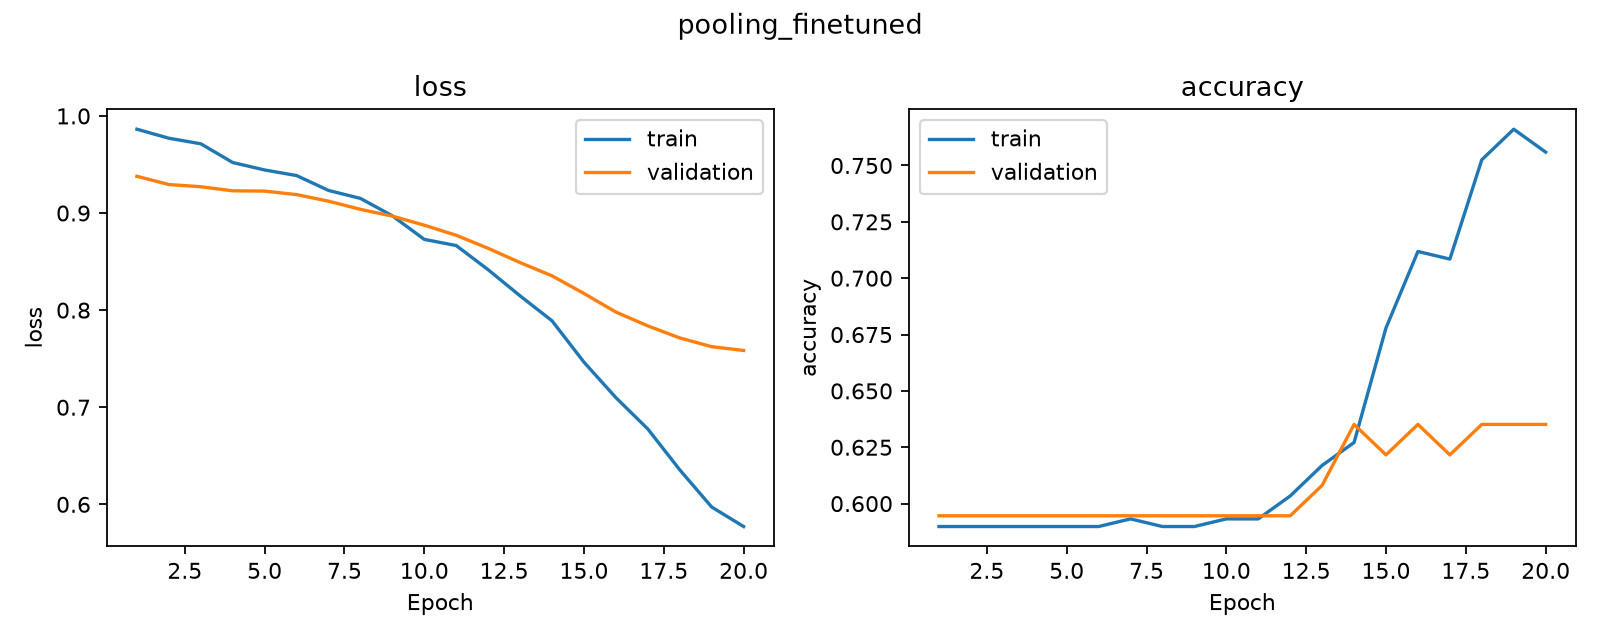 pooling_finetuned
loss
1.0
0.9
0.8
0.7
0.6
loss
train
validation
2.5 5.0 7.5 10.0 12.5 15.0 17.5 20.0
Epoch
accuracy
0.750
0.725
0.700
0.675
0.650
0.625
0.600
accuracy
train
validation
2.5 5.0 7.5 10.0 12.5 15.0 17.5 20.0
Epoch